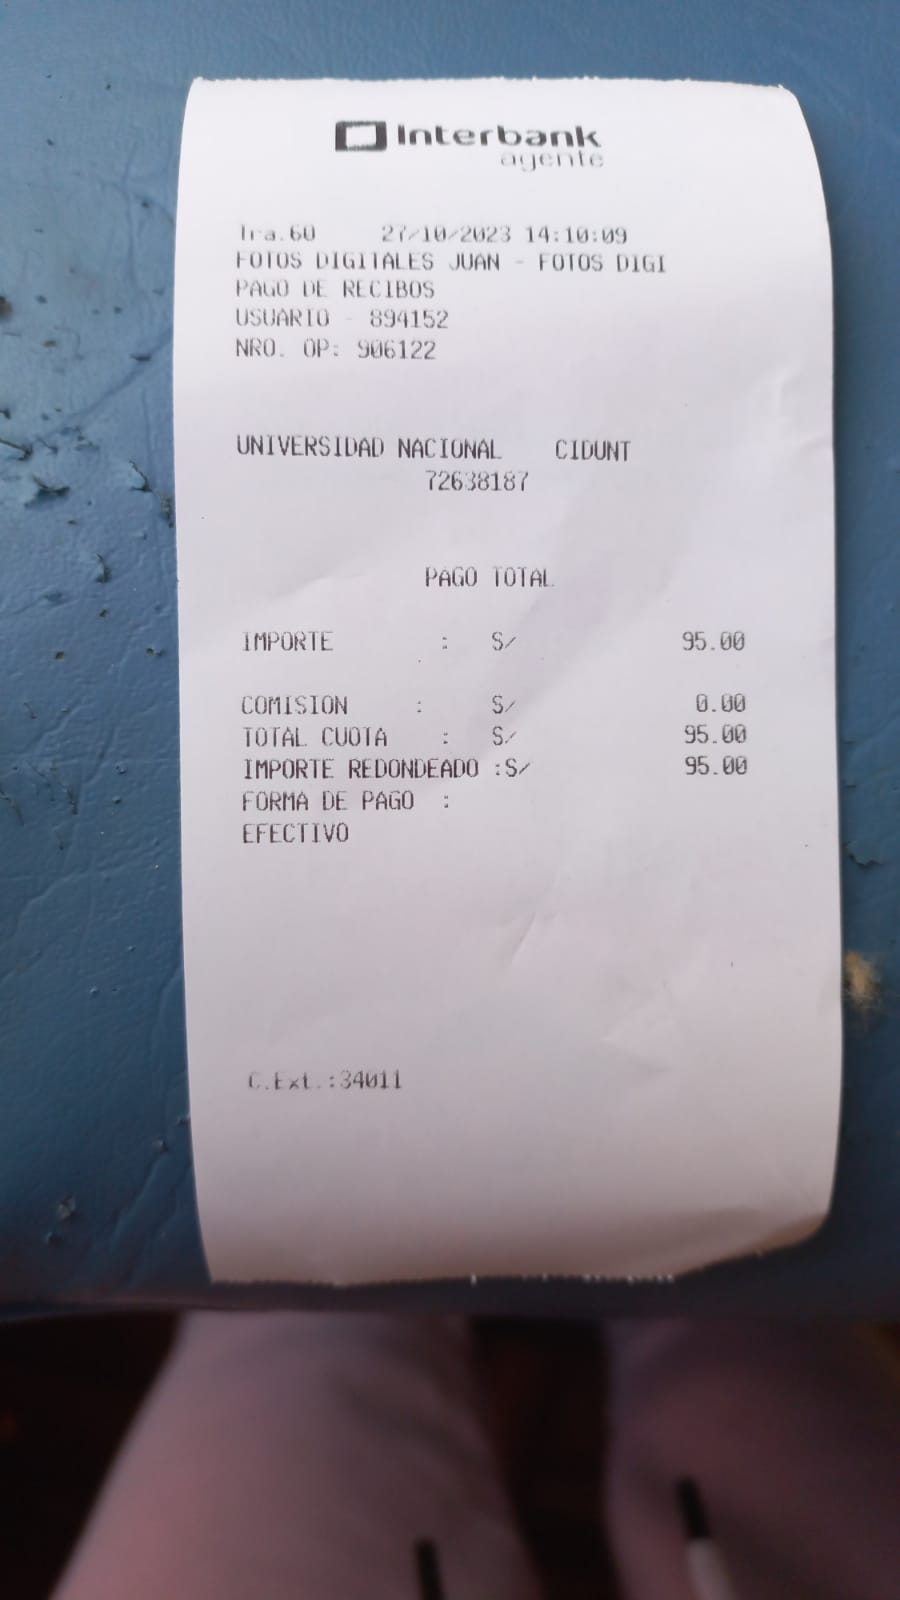 Interbank
agente
Tra.60 27/10/2023 14:10:09
FOTOS DIGITALES JUAN - FOTOS DIGI
PAGO DE RECIBOS
USUARIO - 894152
NRO. OP: 906122
UNIVERSIDAD NACIONAL CIDUNT
72638187
PAGO TOTAL
IMPORTE : S/ 95.00
COMISION : S/ 0.00
TOTAL CUOTA : S/ 95.00
IMPORTE REDONDEADO :S/ 95.00
FORMA DE PAGO :
EFECTIVO
C.Ext.:34011